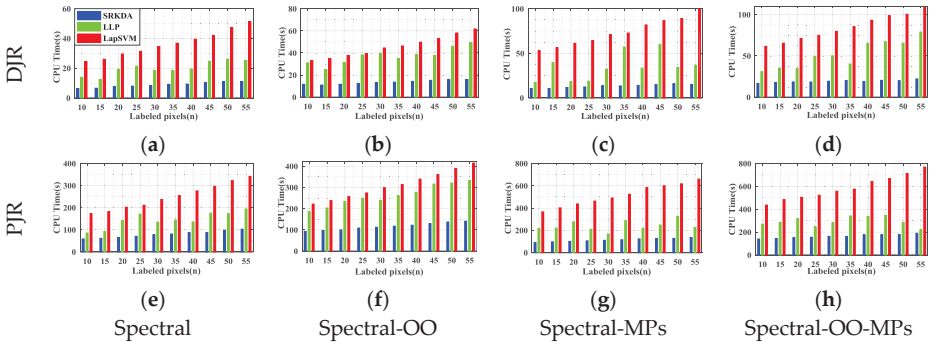 DJR
SRKDA
LLP
LapSVM
CPU Time(s)
60
40
20
0
10 15 20 25 30 35 40 45 50 55
Labeled pixels(n)
(a)
CPU Time(s)
80
60
40
20
0
10 15 20 25 30 35 40 45 50 55
Labeled pixels(n)
(b)
CPU Time(s)
100
50
0
10 15 20 25 30 35 40 45 50 55
Labeled pixels(n)
(c)
CPU Time(s)
100
50
0
10 15 20 25 30 35 40 45 50 55
Labeled pixels(n)
(d)
PJR
CPU Time(s)
400
300
200
100
0
10 15 20 25 30 35 40 45 50 55
Labeled pixels(n)
(e)
CPU Time(s)
400
300
200
100
0
10 15 20 25 30 35 40 45 50 55
Labeled pixels(n)
(f)
CPU Time(s)
800
600
400
200
0
10 15 20 25 30 35 40 45 50 55
Labeled pixels(n)
(g)
CPU Time(s)
800
600
400
200
0
10 15 20 25 30 35 40 45 50 55
Labeled pixels(n)
(h)
Spectral
Spectral-OO
Spectral-MPs
Spectral-OO-MPs